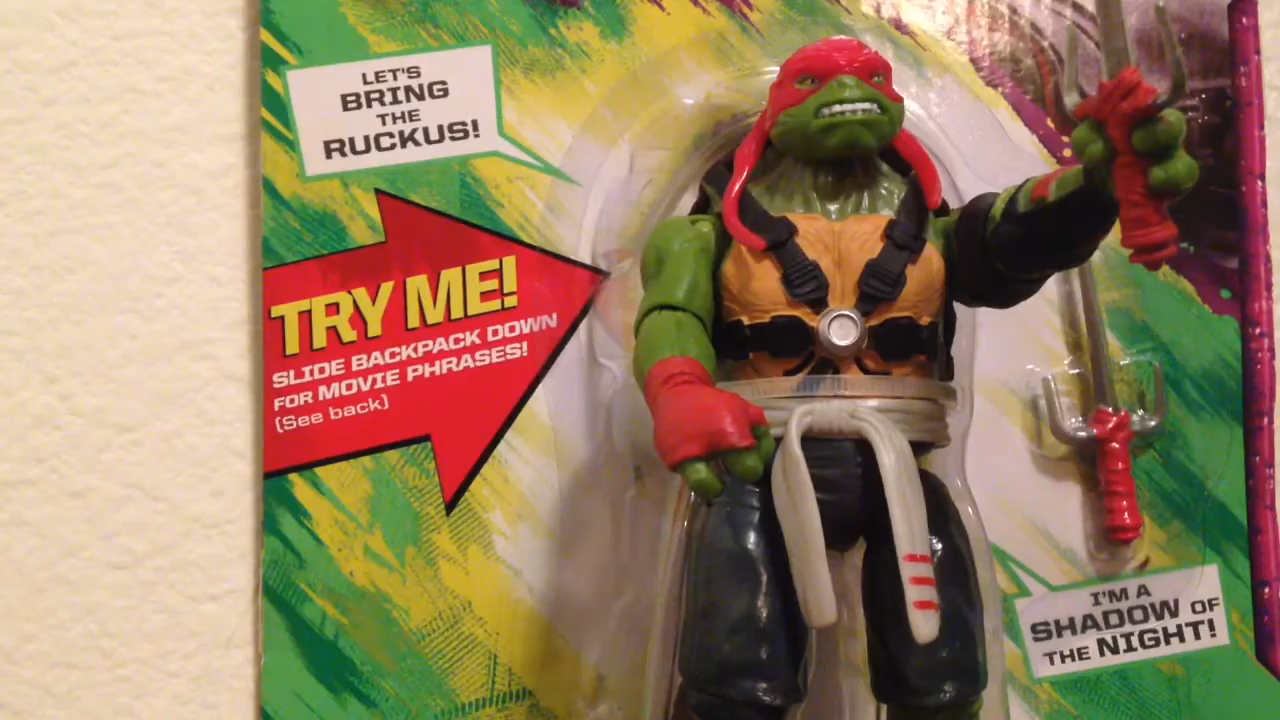 LET'S
BRING
THE
RUCKUS!
TRY ME!
SLIDE BACKPACK DOWN
FOR MOVIE PHRASES!
(See back)
I'M A
SHADOW OF
THE NIGHT!